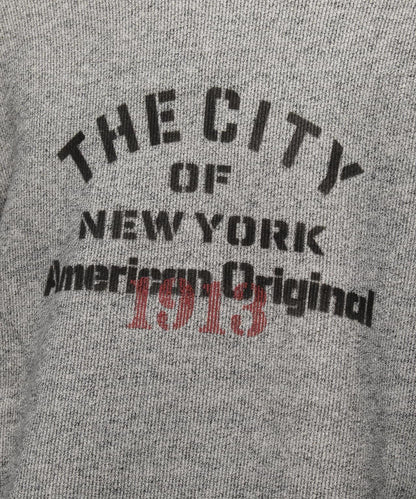 THE CITY
OF
NEW YORK
American Original
1913